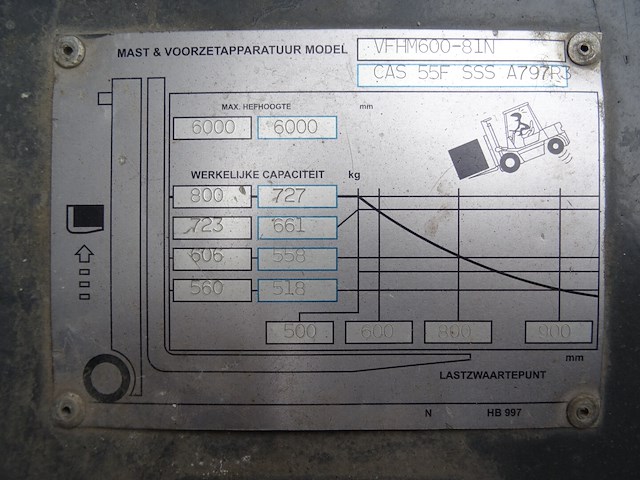 MAST & VOORZETAPPARATUUR MODEL VFHM600-81N
CAS 55F SSS A797R3
MAX. HEFHOOGTE mm
6000 6000
WERKELIJKE CAPACITEIT kg
800 727
723 661
606 558
560 518
500 600 800 900
mm
LASTZWAARTEPUNT
N HB 997